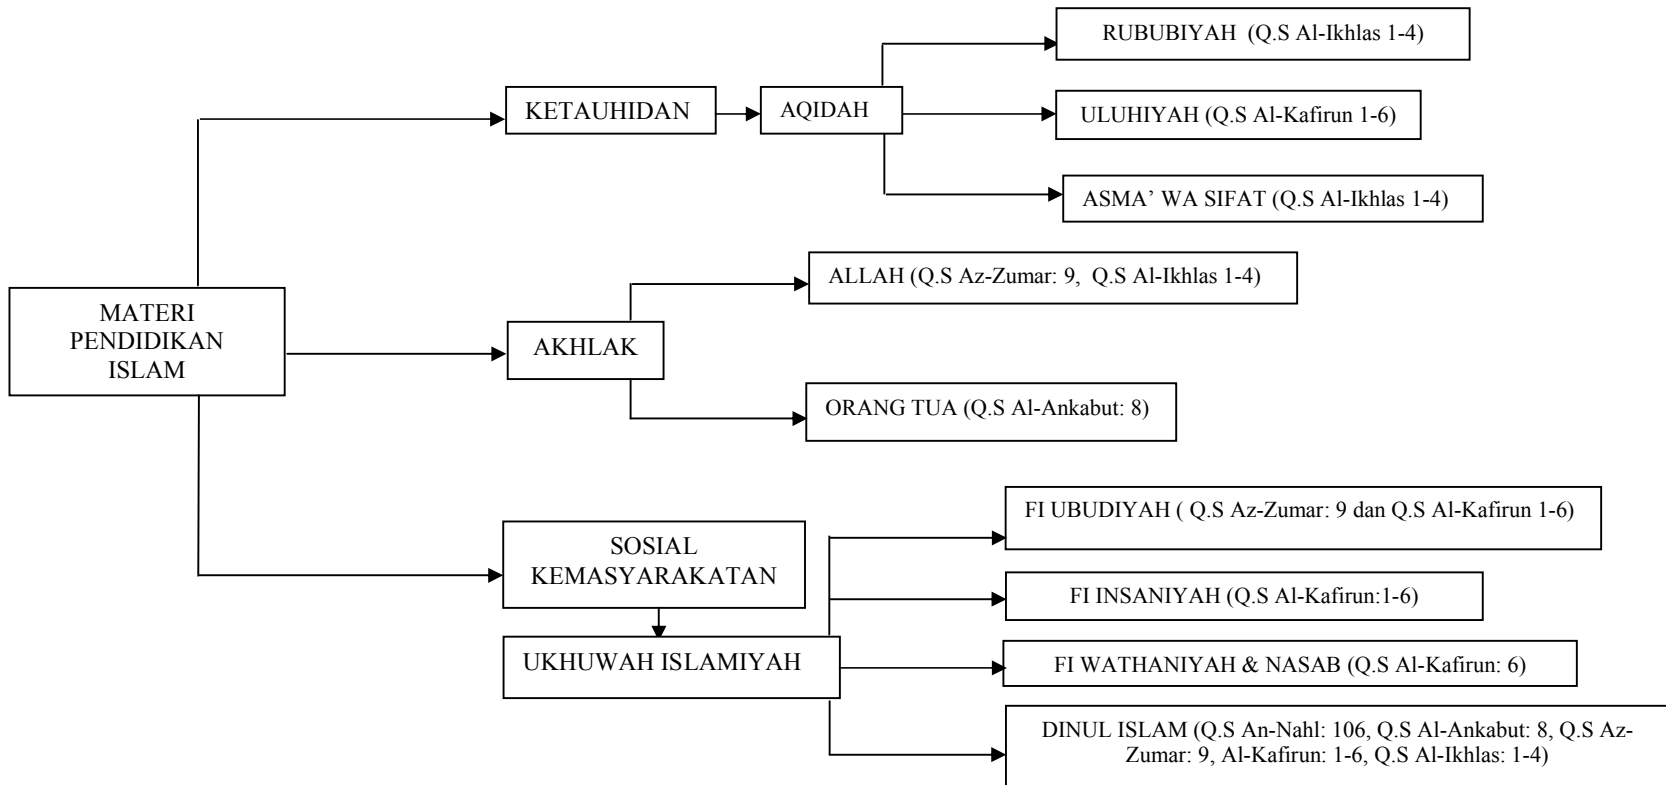 RUBUBIYAH  (Q.S Al-Ikhlas 1-4)
KETAUHIDAN
AQIDAH
ULUHIYAH (Q.S Al-Kafirun 1-6)
ASMA’ WA SIFAT (Q.S Al-Ikhlas 1-4)
ALLAH (Q.S Az-Zumar: 9,  Q.S Al-Ikhlas 1-4)
MATERI
PENDIDIKAN
ISLAM
AKHLAK
ORANG TUA (Q.S Al-Ankabut: 8)
FI UBUDIYAH ( Q.S Az-Zumar: 9 dan Q.S Al-Kafirun 1-6)
SOSIAL
KEMASYARAKATAN
FI INSANIYAH (Q.S Al-Kafirun:1-6)
UKHUWAH ISLAMIYAH
FI WATHANIYAH & NASAB (Q.S Al-Kafirun: 6)
DINUL ISLAM (Q.S An-Nahl: 106, Q.S Al-Ankabut: 8, Q.S Az-
Zumar: 9, Al-Kafirun: 1-6, Q.S Al-Ikhlas: 1-4)